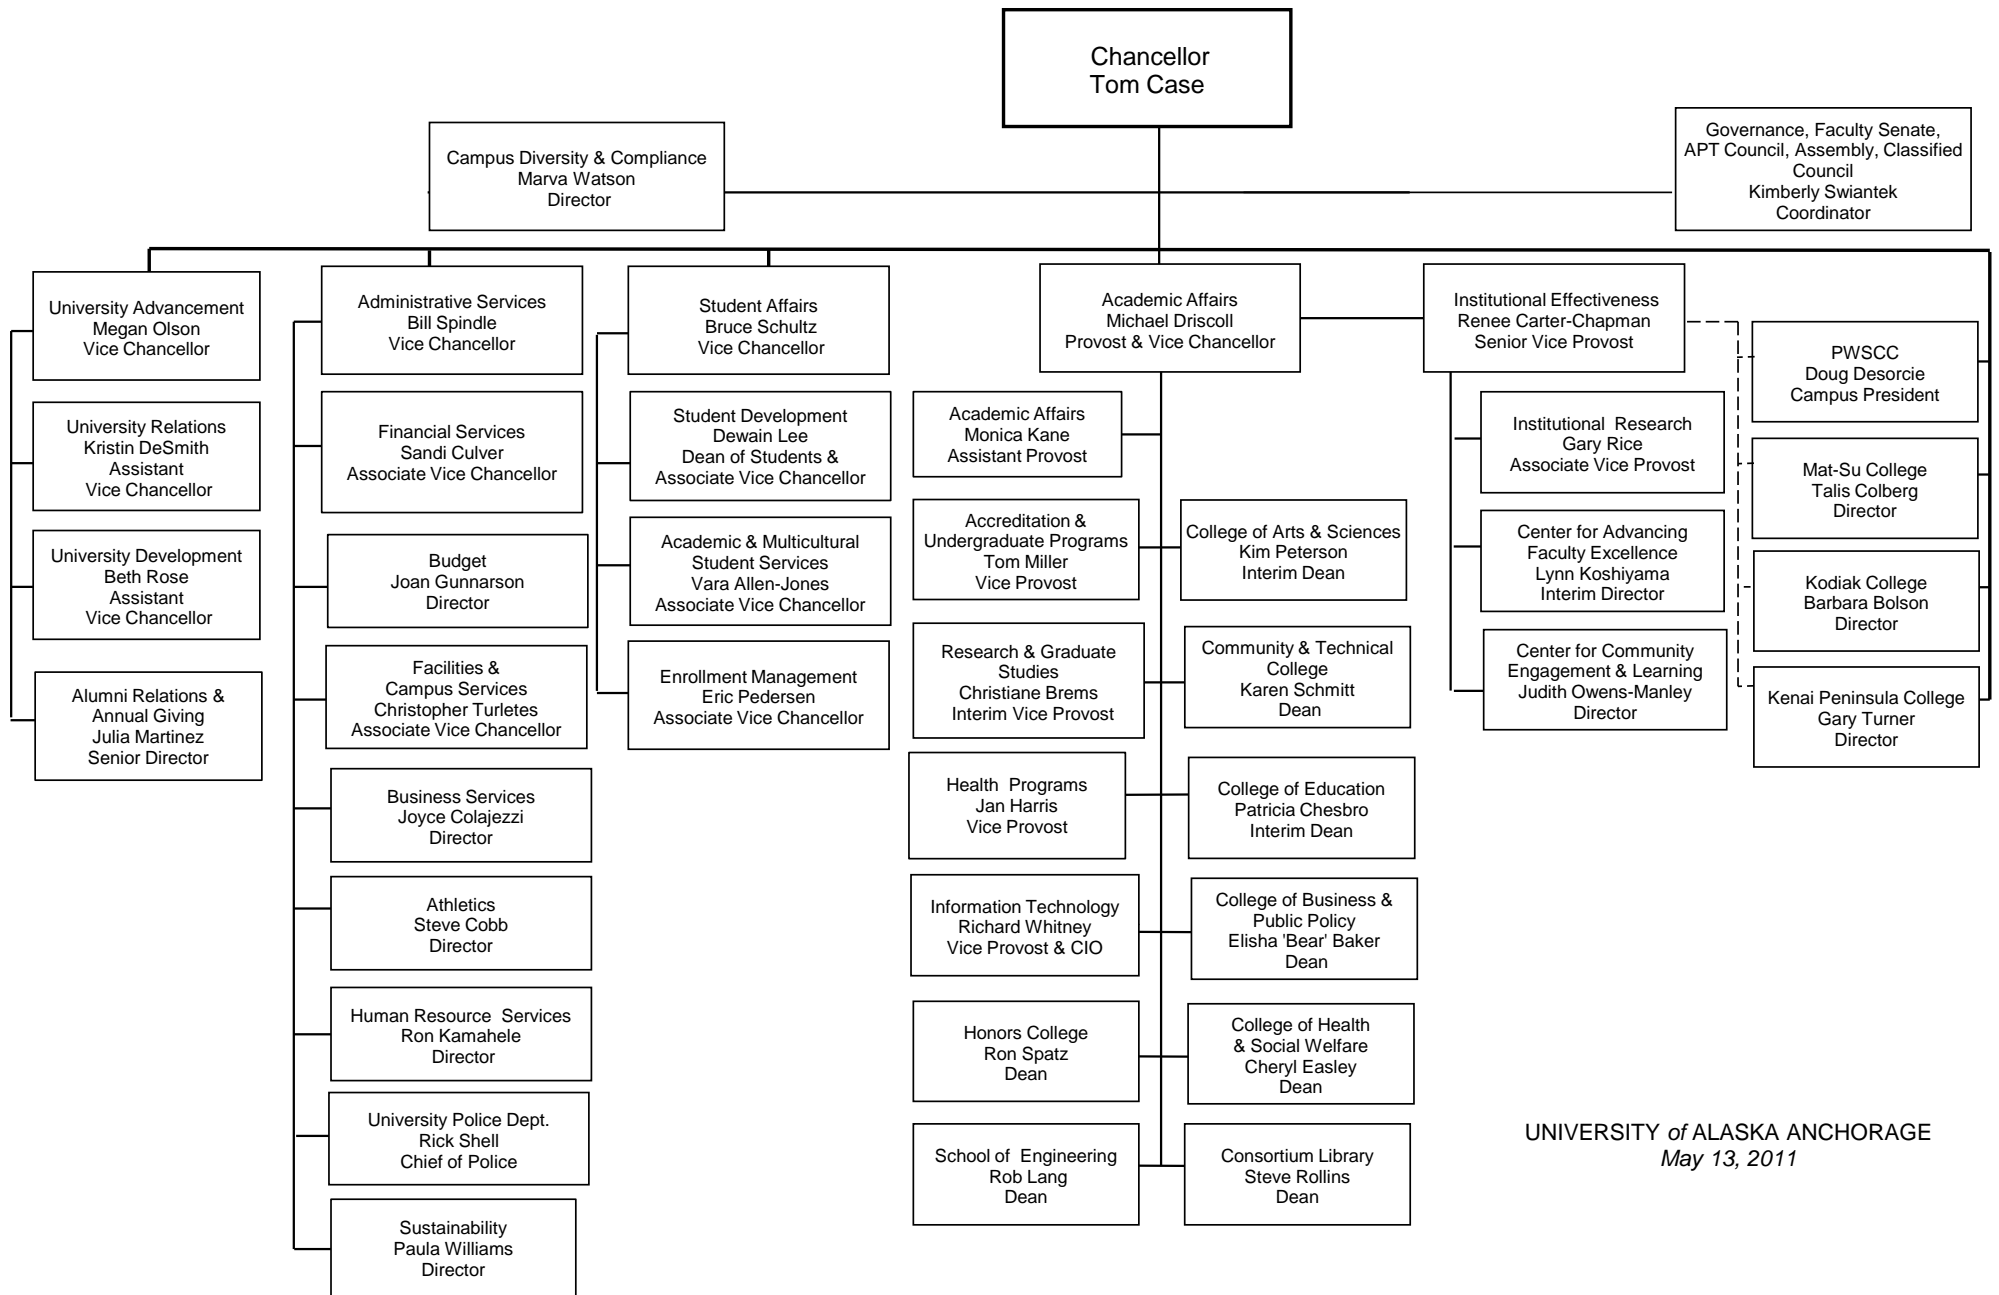 Chancellor
Tom Case
Campus Diversity & Compliance
Marva Watson
Director
Governance, Faculty Senate,
APT Council, Assembly, Classified
Council
Kimberly Swiantek
Coordinator
University Advancement
Megan Olson
Vice Chancellor
University Relations
Kristin DeSmith
Assistant
Vice Chancellor
University Development
Beth Rose
Assistant
Vice Chancellor
Alumni Relations &
Annual Giving
Julia Martinez
Senior Director
Administrative Services
Bill Spindle
Vice Chancellor
Financial Services
Sandi Culver
Associate Vice Chancellor
Budget
Joan Gunnarson
Director
Facilities &
Campus Services
Christopher Turletes
Associate Vice Chancellor
Business Services
Joyce Colajezzi
Director
Athletics
Steve Cobb
Director
Human Resource Services
Ron Kamahele
Director
University Police Dept.
Rick Shell
Chief of Police
Sustainability
Paula Williams
Director
Student Affairs
Bruce Schultz
Vice Chancellor
Student Development
Dewain Lee
Dean of Students &
Associate Vice Chancellor
Academic & Multicultural
Student Services
Vara Allen-Jones
Associate Vice Chancellor
Enrollment Management
Eric Pedersen
Associate Vice Chancellor
Academic Affairs
Michael Driscoll
Provost & Vice Chancellor
Academic Affairs
Monica Kane
Assistant Provost
Accreditation &
Undergraduate Programs
Tom Miller
Vice Provost
College of Arts & Sciences
Kim Peterson
Interim Dean
Research & Graduate
Studies
Christiane Brems
Interim Vice Provost
Community & Technical
College
Karen Schmitt
Dean
Health Programs
Jan Harris
Vice Provost
College of Education
Patricia Chesbro
Interim Dean
Information Technology
Richard Whitney
Vice Provost & CIO
College of Business &
Public Policy
Elisha 'Bear' Baker
Dean
Honors College
Ron Spatz
Dean
College of Health
& Social Welfare
Cheryl Easley
Dean
School of Engineering
Rob Lang
Dean
Consortium Library
Steve Rollins
Dean
Institutional Effectiveness
Renee Carter-Chapman
Senior Vice Provost
Institutional Research
Gary Rice
Associate Vice Provost
Center for Advancing
Faculty Excellence
Lynn Koshiyama
Interim Director
Center for Community
Engagement & Learning
Judith Owens-Manley
Director
PWSCC
Doug Desorcie
Campus President
Mat-Su College
Talis Colberg
Director
Kodiak College
Barbara Bolson
Director
Kenai Peninsula College
Gary Turner
Director
UNIVERSITY of ALASKA ANCHORAGE
May 13, 2011